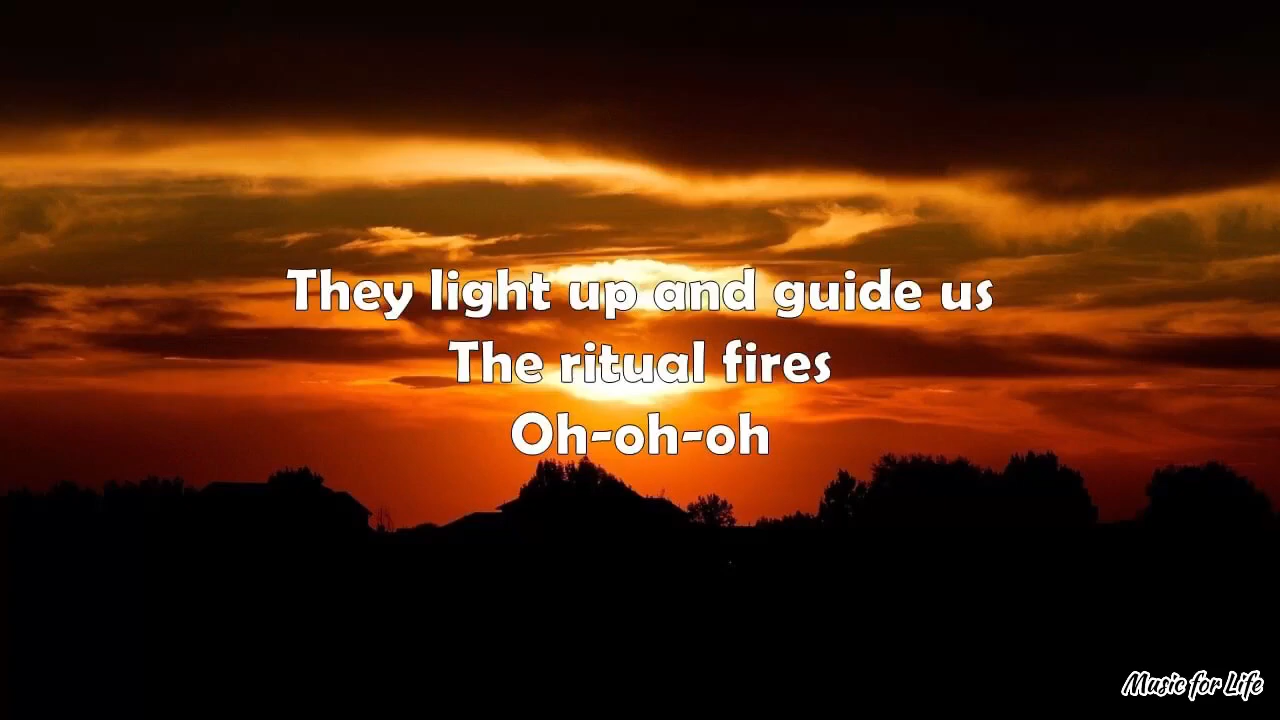 They light up and guide us
The ritual fires
Oh-oh-oh
Music for Life